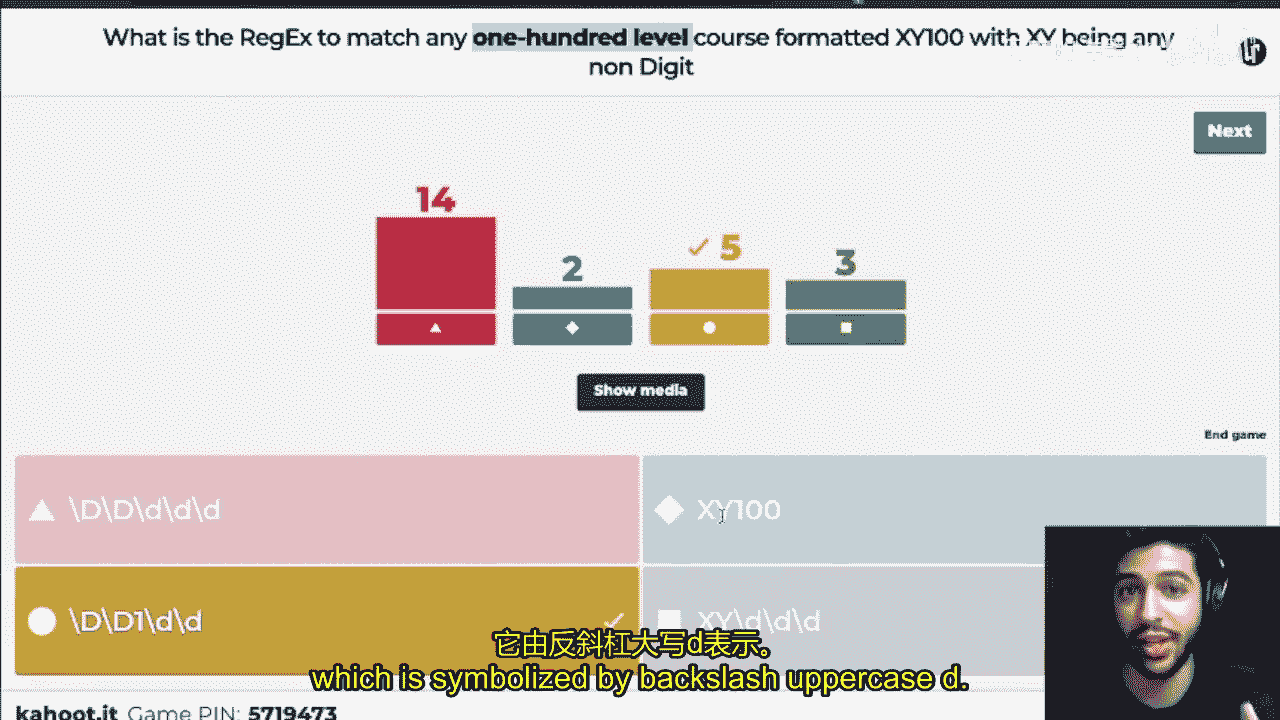 What is the RegEx to match any one-hundred level course formatted XY100 with XY being any
non Digit
Next
14
2
5
3
Show media
End game
\D\D\d\d\d
XY100
\D\D1\d\d
XY\d\d\d
它由反斜杠大写d表示。
which is symbolized by backslash uppercase d.
kahoot.it Game PIN: 5719473